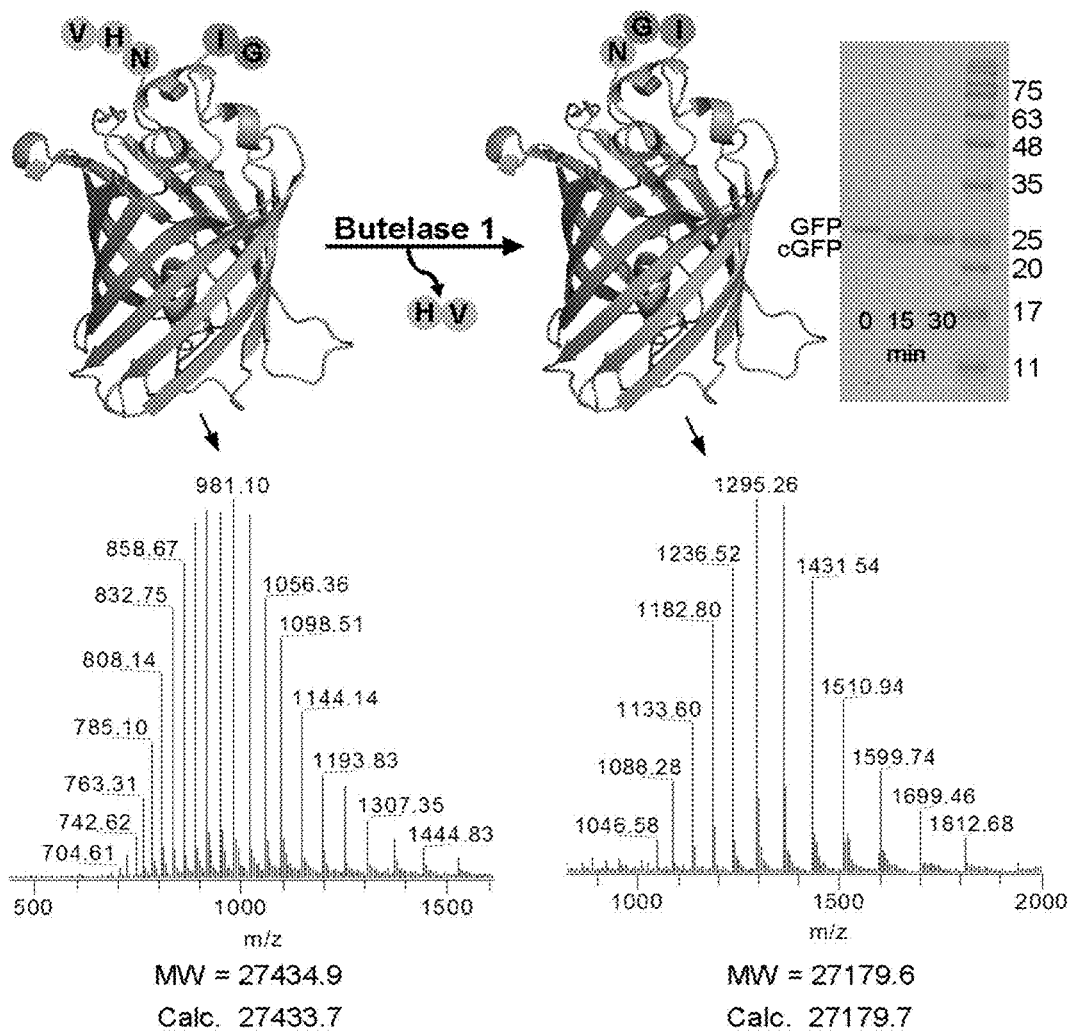 V H N I G
N G I
Butelase 1
H V
GFP
cGFP
75
63
48
35
25
20
17
11
0 15 30
min
981.10
858.67
832.75
808.14
785.10
763.31
742.62
704.61
1056.36
1098.51
1144.14
1193.83
1307.35
1444.83
500 1000 1500
m/z
MW = 27434.9
Calc. 27433.7
1295.26
1236.52
1182.80
1133.60
1088.28
1046.58
1431.54
1510.94
1599.74
1699.46
1812.68
1000 1500 2000
m/z
MW = 27179.6
Calc. 27179.7